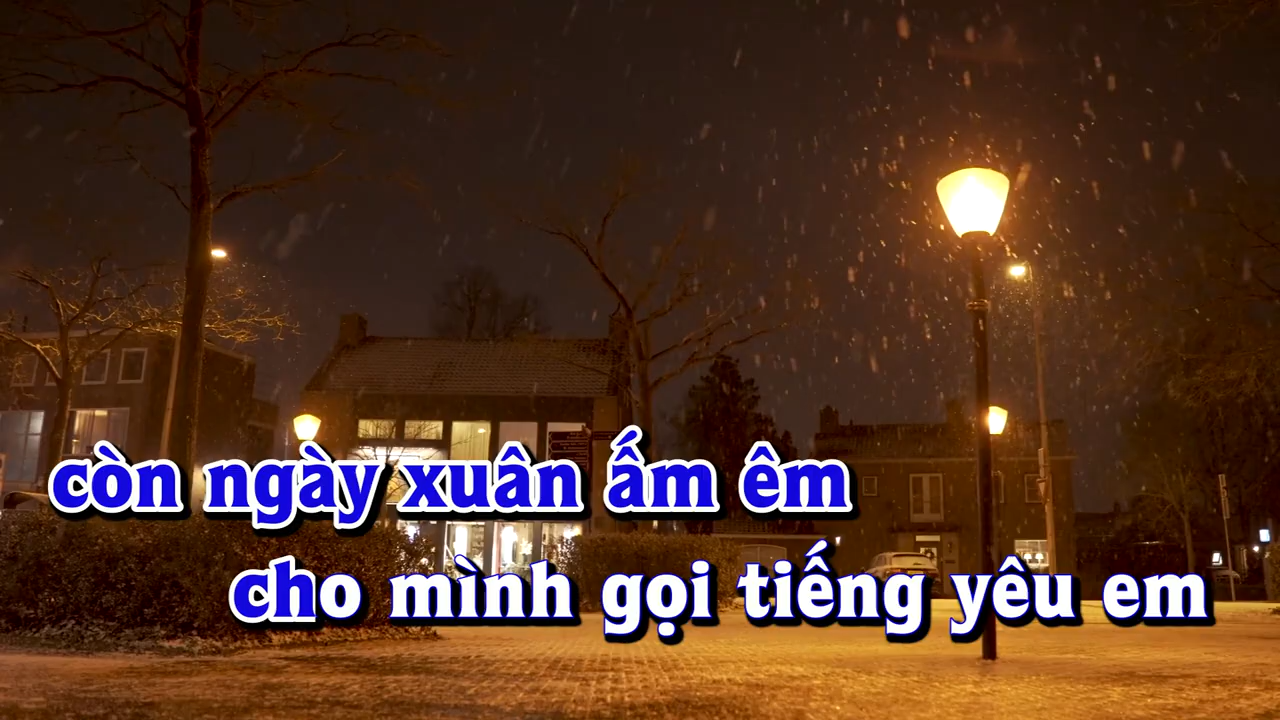 còn ngày xuân ấm êm
cho mình gọi tiếng yêu em